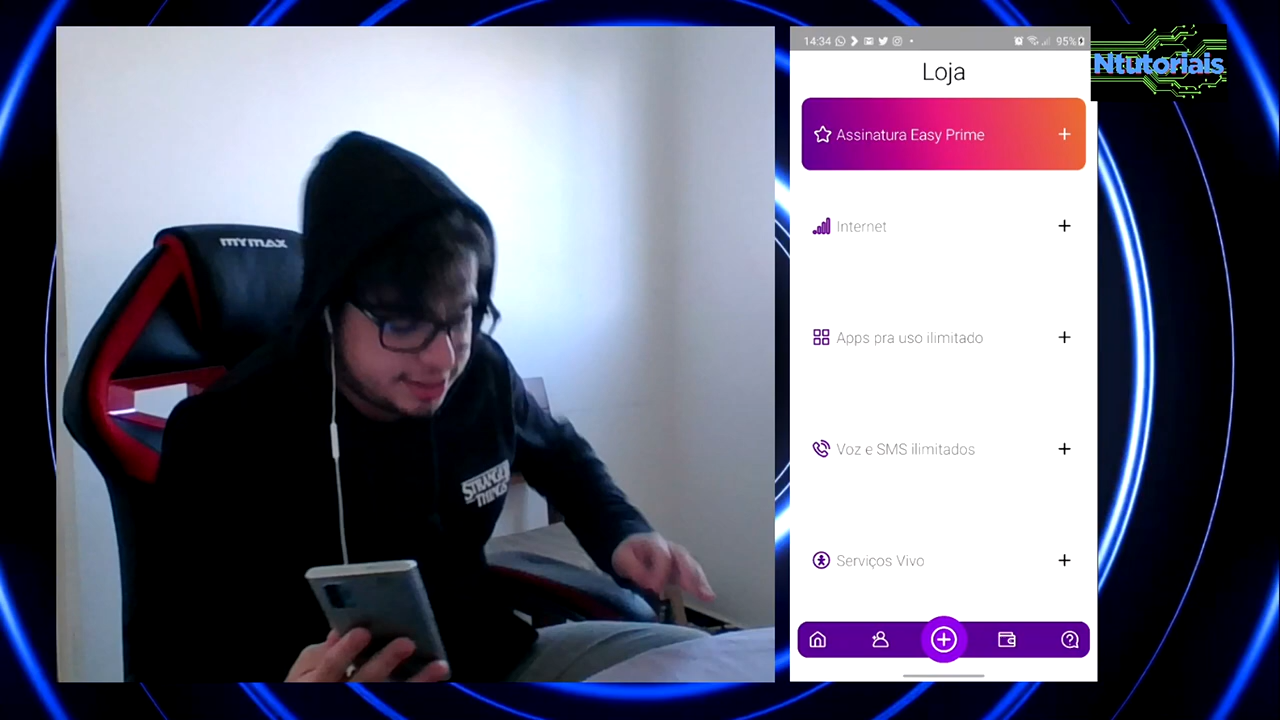 MYMAX
STRANGER
THINGS
14:34
95%
Ntutoriais
Loja
Assinatura Easy Prime
Internet
Apps pra uso ilimitado
Voz e SMS ilimitados
Serviços Vivo